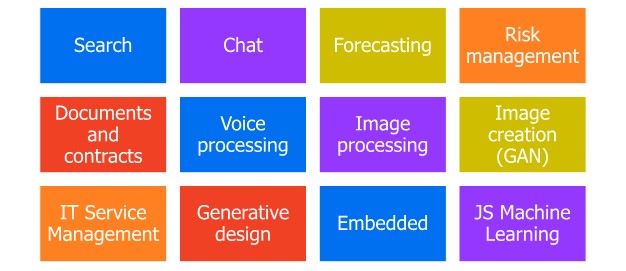 Search
Chat
Forecasting
Risk
management
Documents
and
contracts
Voice
processing
Image
processing
Image
creation
(GAN)
IT Service
Management
Generative
design
Embedded
JS Machine
Learning